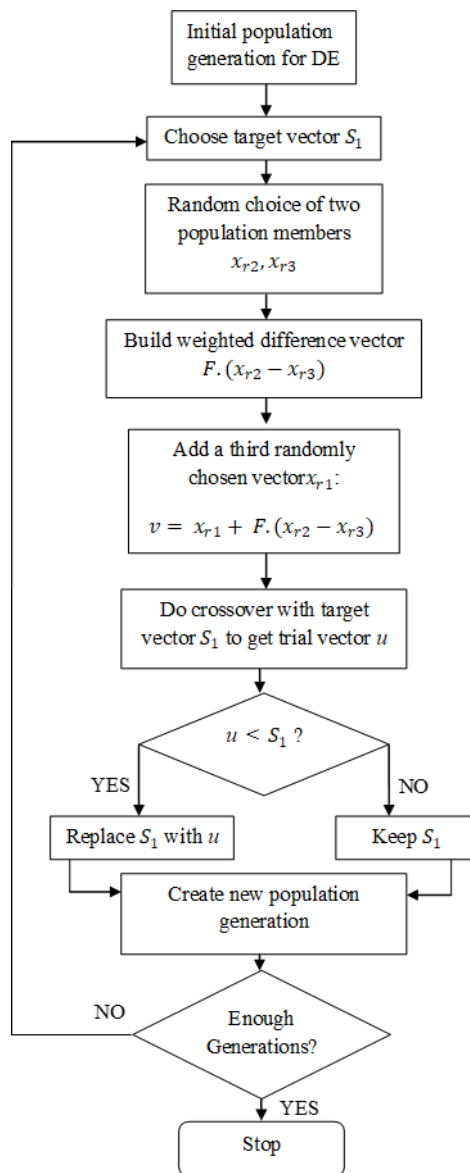 Initial population
generation for DE
Choose target vector S₁
Random choice of two
population members
xᵣ₂, xᵣ₃
Build weighted difference vector
F.(xᵣ₂ − xᵣ₃)
Add a third randomly
chosen vectorxᵣ₁:
v = xᵣ₁ + F.(xᵣ₂ − xᵣ₃)
Do crossover with target
vector S₁ to get trial vector u
u < S₁ ?
YES
NO
Replace S₁ with u
Keep S₁
Create new population
generation
NO
Enough
Generations?
YES
Stop